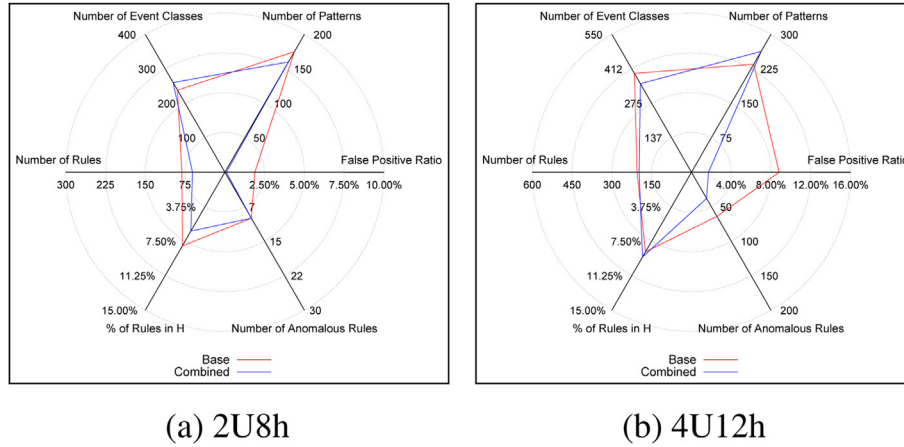 Number of Event Classes
Number of Patterns
400
200
300
150
200
100
100
50
Number of Rules
False Positive Ratio
300
225
150
75
2.50%
5.00%
7.50%
10.00%
3.75%
7
7.50%
15
11.25%
22
15.00%
30
% of Rules in H
Number of Anomalous Rules
Base
Combined
(a) 2U8h
Number of Event Classes
Number of Patterns
550
300
412
225
275
150
137
75
Number of Rules
False Positive Ratio
600
450
300
150
4.00%
8.00%
12.00%
16.00%
3.75%
50
7.50%
100
11.25%
150
15.00%
200
% of Rules in H
Number of Anomalous Rules
Base
Combined
(b) 4U12h